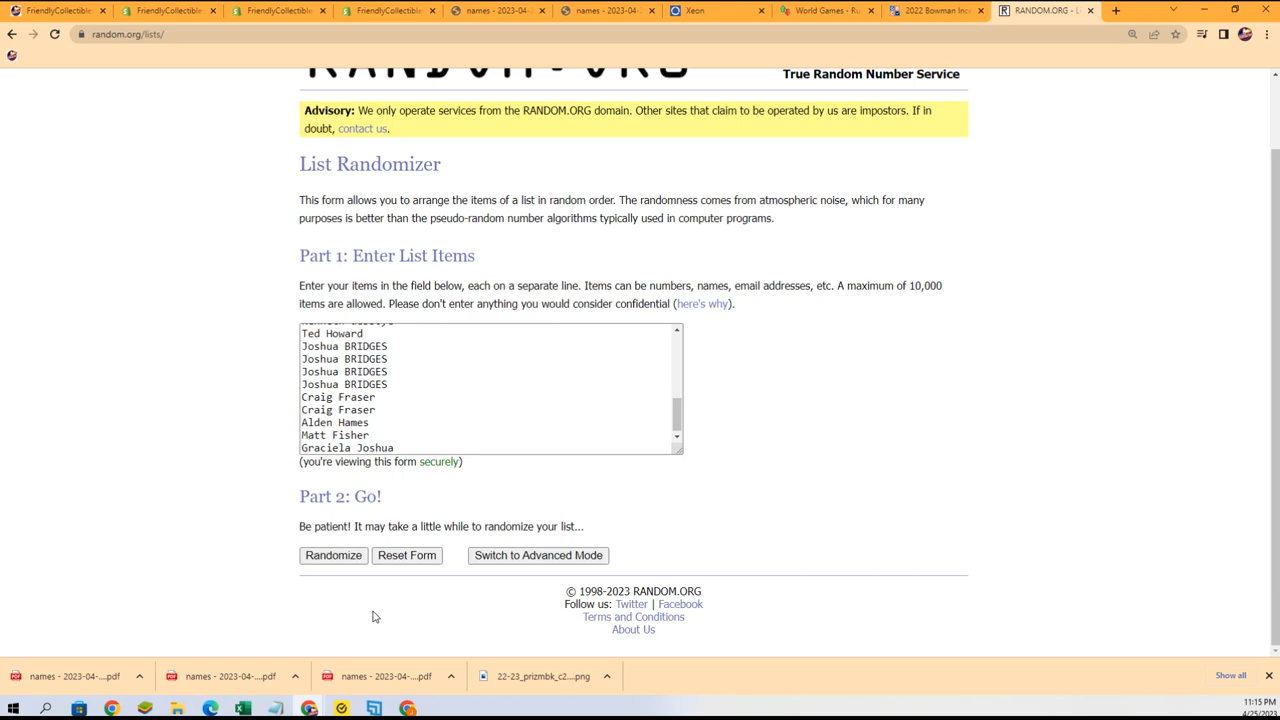 FriendlyCollectibles
FriendlyCollectibles
FriendlyCollectible
FriendlyCollectible
names - 2023-04-
names - 2023-04-
Xeon
World Games - Ru
2022 Bowman Ince
RANDOM.ORG - L
random.org/lists/
RANDOM.ORG
True Random Number Service
Advisory: We only operate services from the RANDOM.ORG domain. Other sites that claim to be operated by us are impostors. If in
doubt, contact us.
List Randomizer
This form allows you to arrange the items of a list in random order. The randomness comes from atmospheric noise, which for many
purposes is better than the pseudo-random number algorithms typically used in computer programs.
Part 1: Enter List Items
Enter your items in the field below, each on a separate line. Items can be numbers, names, email addresses, etc. A maximum of 10,000
items are allowed. Please don't enter anything you would consider confidential (here's why).
Ted Howard
Joshua BRIDGES
Joshua BRIDGES
Joshua BRIDGES
Joshua BRIDGES
Craig Fraser
Craig Fraser
Alden Hames
Matt Fisher
Graciela Joshua
(you're viewing this form securely)
Part 2: Go!
Be patient! It may take a little while to randomize your list...
Randomize
Reset Form
Switch to Advanced Mode
© 1998-2023 RANDOM.ORG
Follow us: Twitter | Facebook
Terms and Conditions
About Us
names - 2023-04-....pdf
names - 2023-04-....pdf
names - 2023-04-....pdf
22-23_prizmbk_c2....png
Show all
11:15 PM
4/25/2023